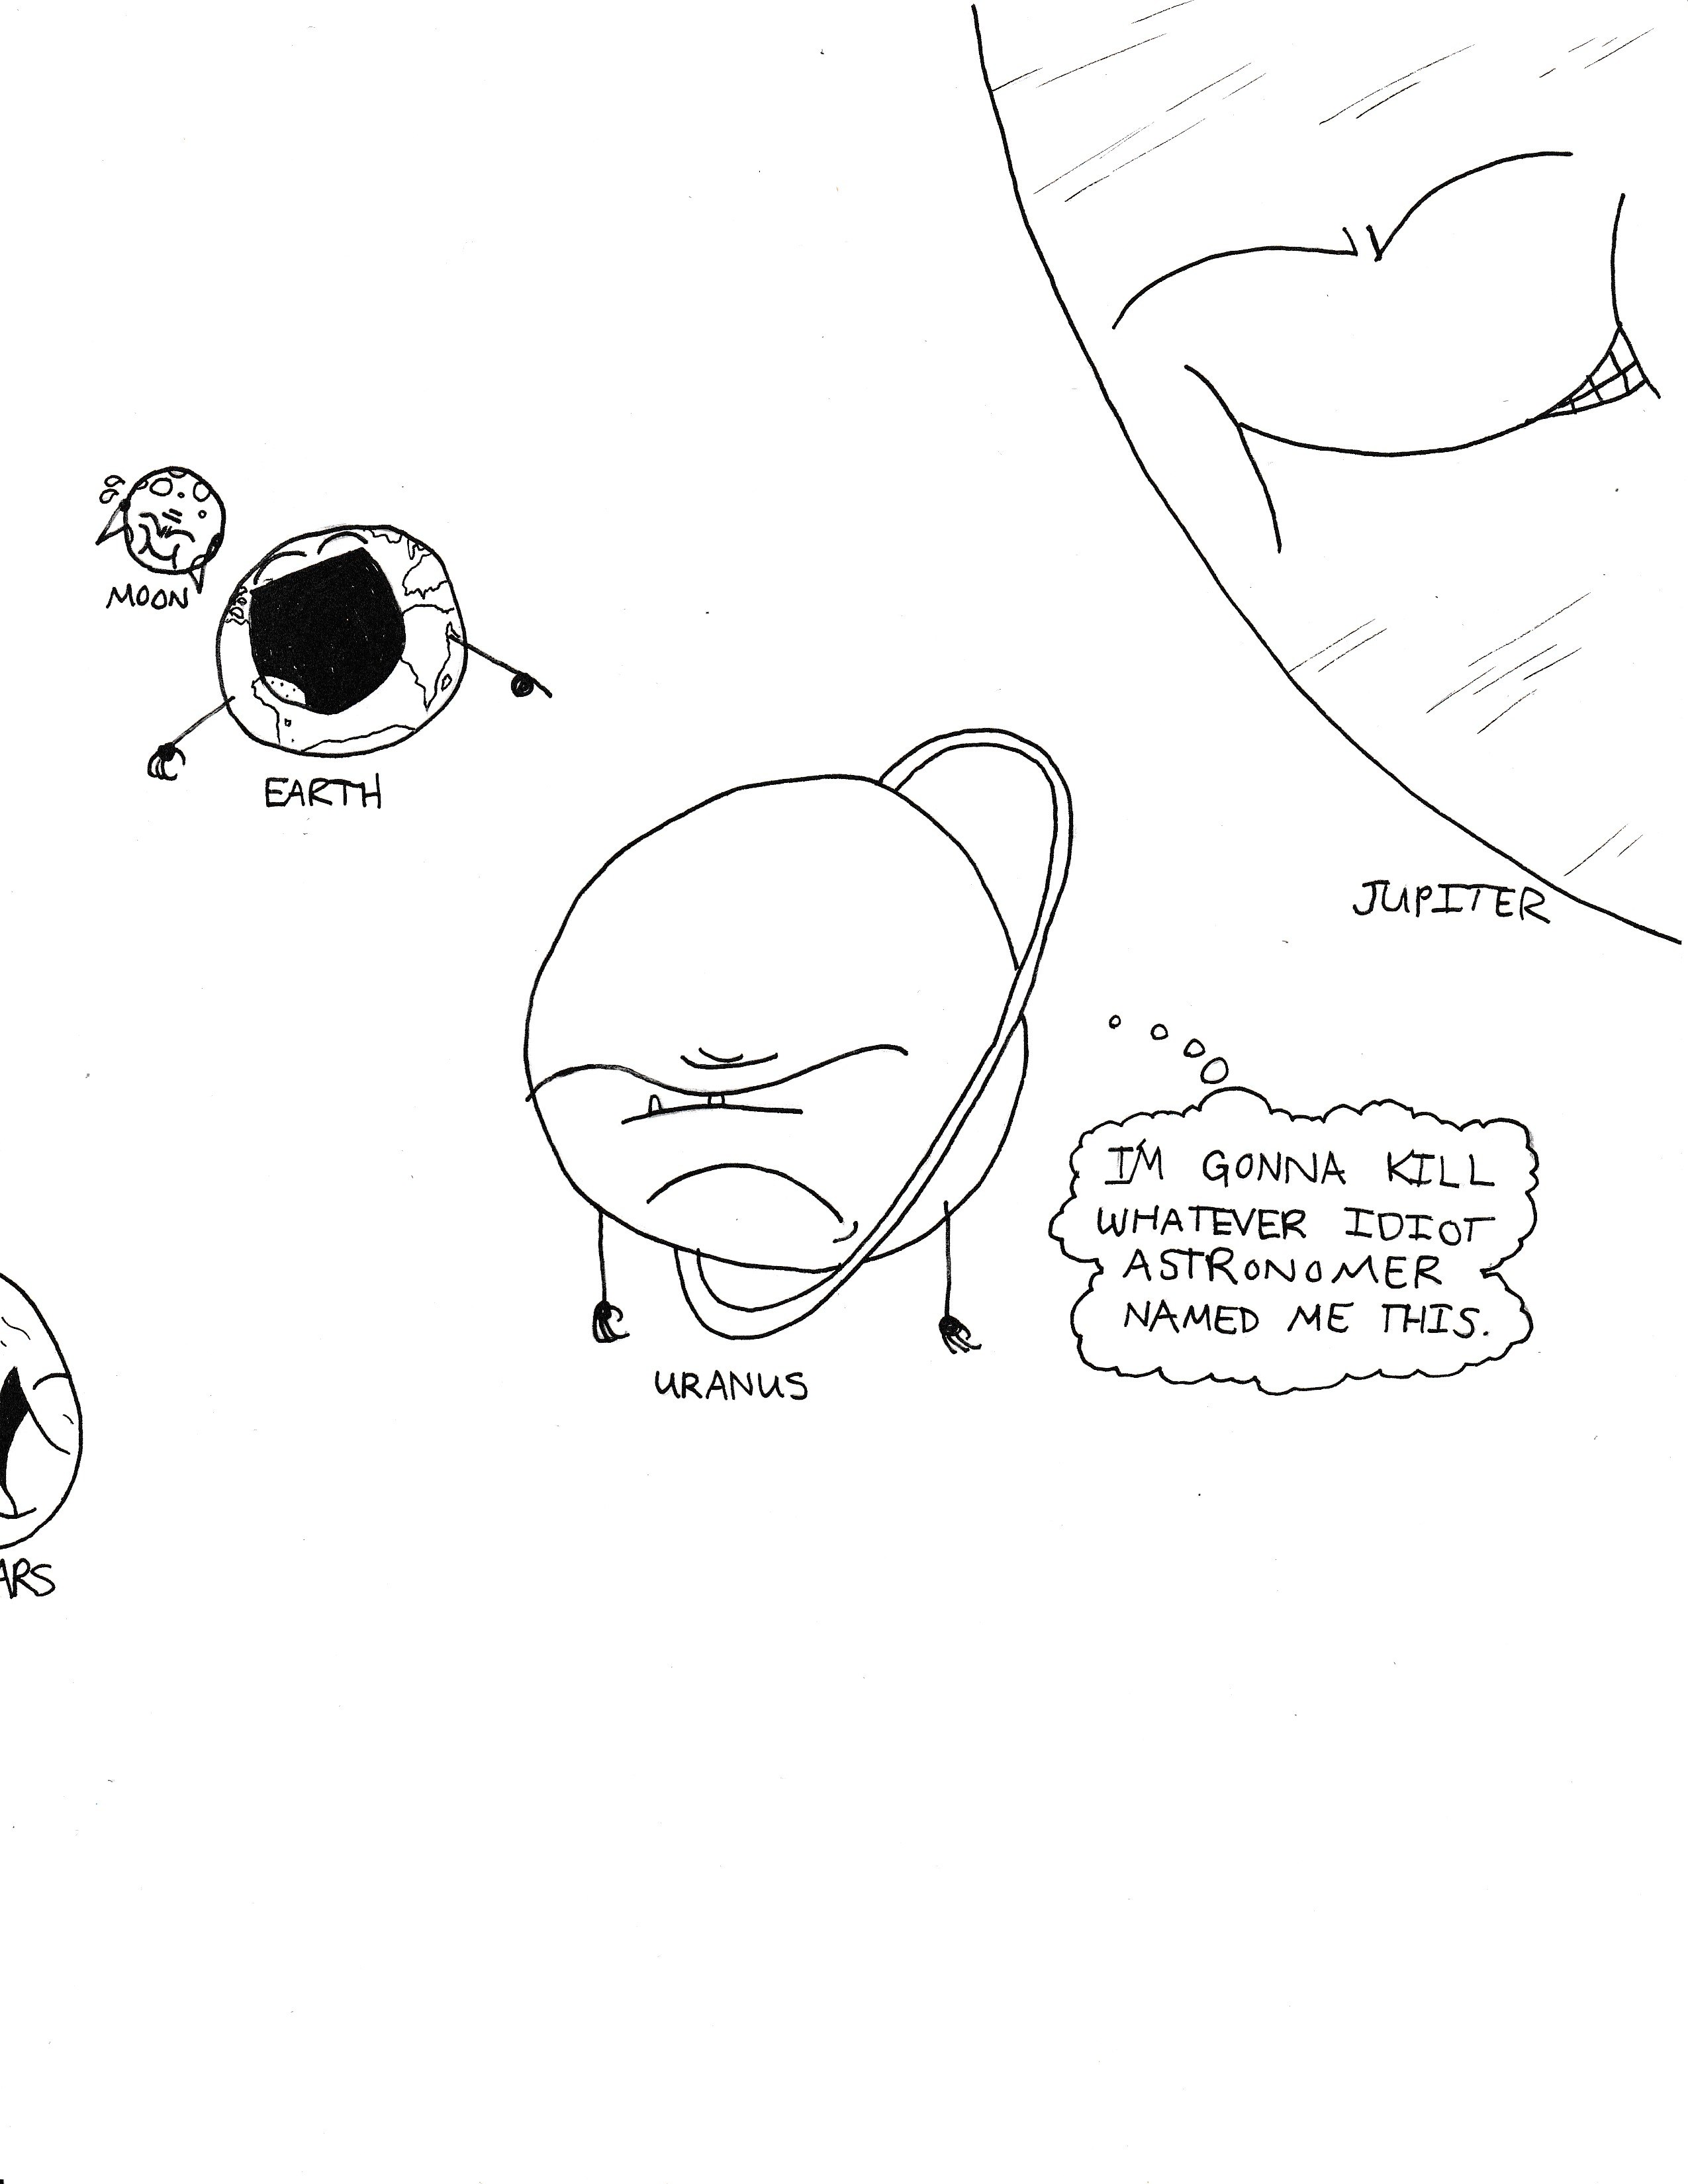 MOON
EARTH
JUPITER
I'M GONNA KILL
WHATEVER IDIOT
ASTRONOMER
NAMED ME THIS.
URANUS
ARS